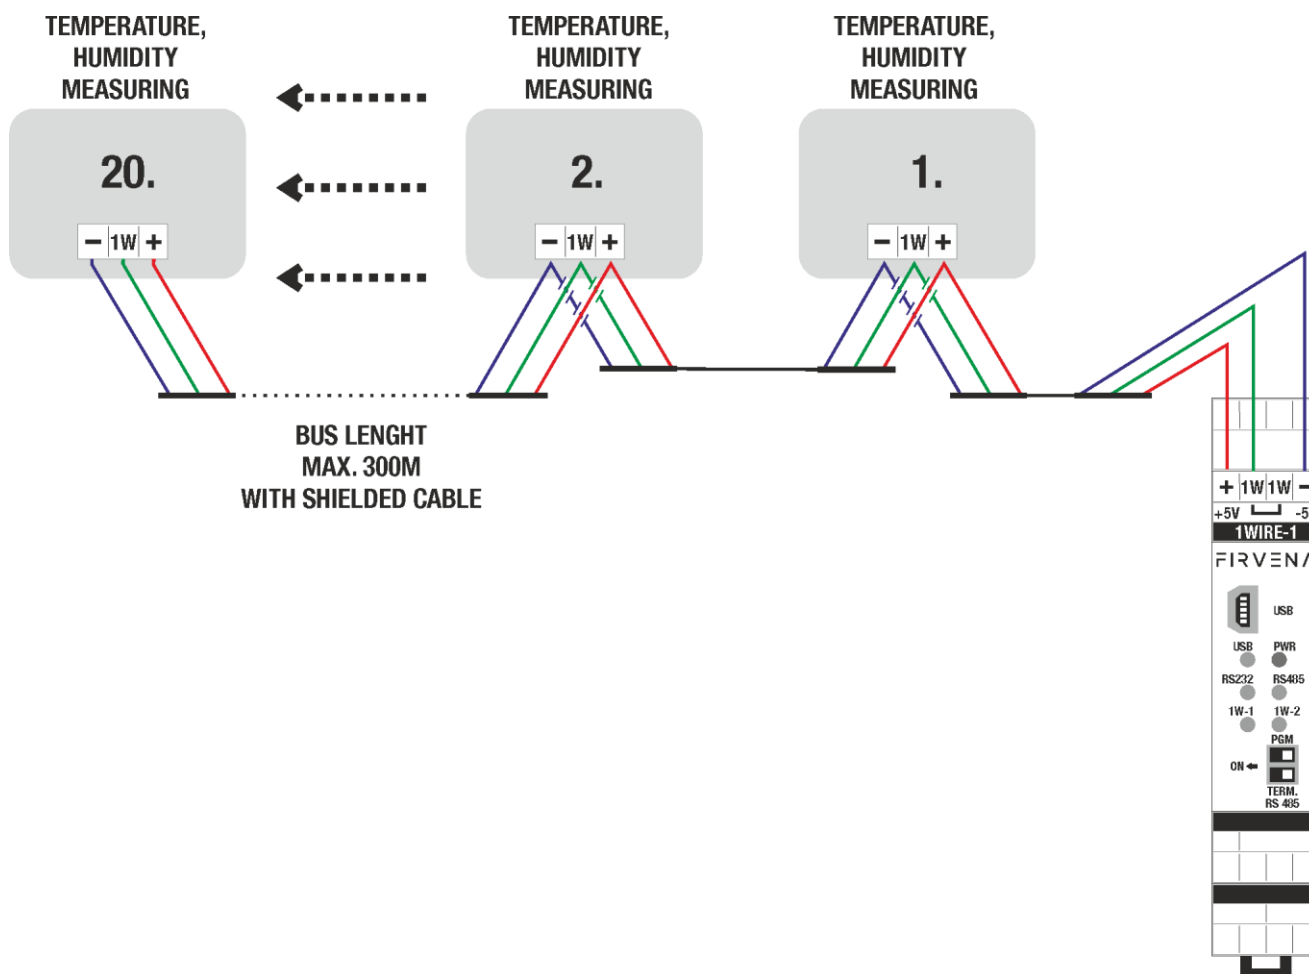 TEMPERATURE,
HUMIDITY
MEASURING
20.
− 1W +
TEMPERATURE,
HUMIDITY
MEASURING
2.
− 1W +
TEMPERATURE,
HUMIDITY
MEASURING
1.
− 1W +
BUS LENGHT
MAX. 300M
WITH SHIELDED CABLE
+ 1W 1W −
+5V -5
1WIRE-1
FIRVENA
USB
USB PWR
RS232 RS485
1W-1 1W-2
PGM
ON
TERM.
RS 485